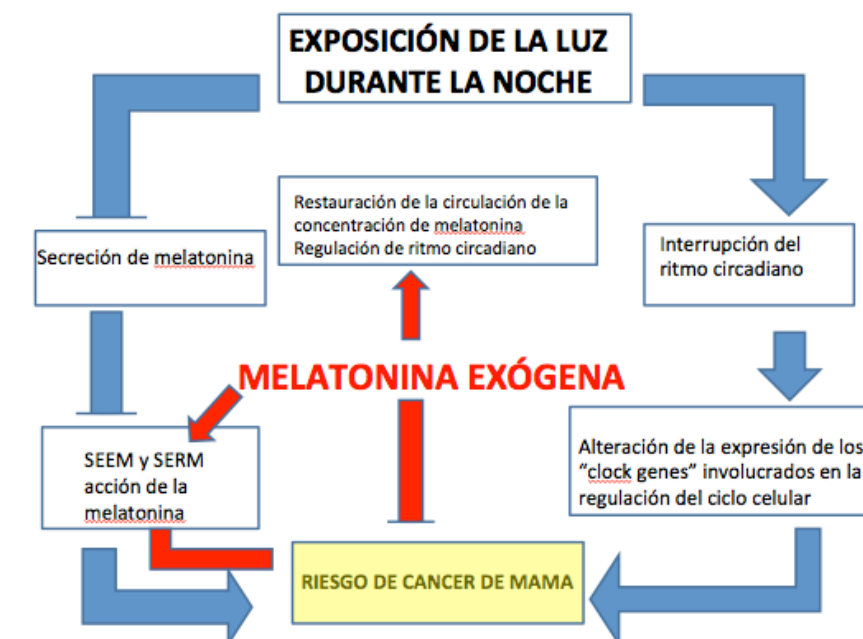 EXPOSICIÓN DE LA LUZ
DURANTE LA NOCHE
Restauración de la circulación de la
concentración de melatonina
Regulación de ritmo circadiano
Secreción de melatonina
Interrupción del
ritmo circadiano
MELATONINA EXÓGENA
SEEM y SERM
acción de la
melatonina
Alteración de la expresión de los
“clock genes” involucrados en la
regulación del ciclo celular
RIESGO DE CANCER DE MAMA